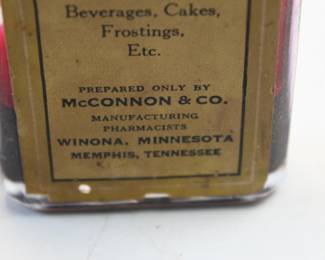 Beverages, Cakes,
Frostings,
Etc.
PREPARED ONLY BY
McCONNON & CO.
MANUFACTURING
PHARMACISTS
WINONA, MINNESOTA
MEMPHIS, TENNESSEE